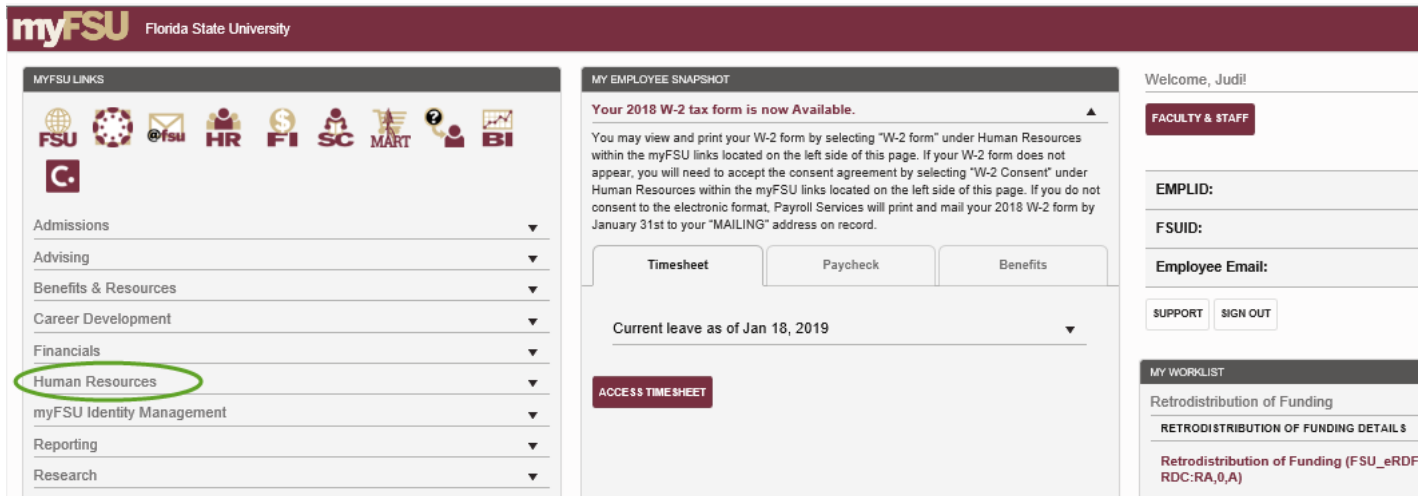 myFSU Florida State University
MYFSU LINKS
FSU
@fsu
HR
FI
SC
MART
?
BI
C.
Admissions
Advising
Benefits & Resources
Career Development
Financials
Human Resources
myFSU Identity Management
Reporting
Research
MY EMPLOYEE SNAPSHOT
Your 2018 W-2 tax form is now Available.
You may view and print your W-2 form by selecting "W-2 form" under Human Resources
within the myFSU links located on the left side of this page. If your W-2 form does not
appear, you will need to accept the consent agreement by selecting "W-2 Consent" under
Human Resources within the myFSU links located on the left side of this page. If you do not
consent to the electronic format, Payroll Services will print and mail your 2018 W-2 form by
January 31st to your "MAILING" address on record.
Timesheet Paycheck Benefits
Current leave as of Jan 18, 2019
ACCESS TIMESHEET
Welcome, Judi!
FACULTY & STAFF
EMPLID:
FSUID:
Employee Email:
SUPPORT SIGN OUT
MY WORKLIST
Retrodistribution of Funding
RETRODISTRIBUTION OF FUNDING DETAILS
Retrodistribution of Funding (FSU_eRDF
RDC:RA,0,A)